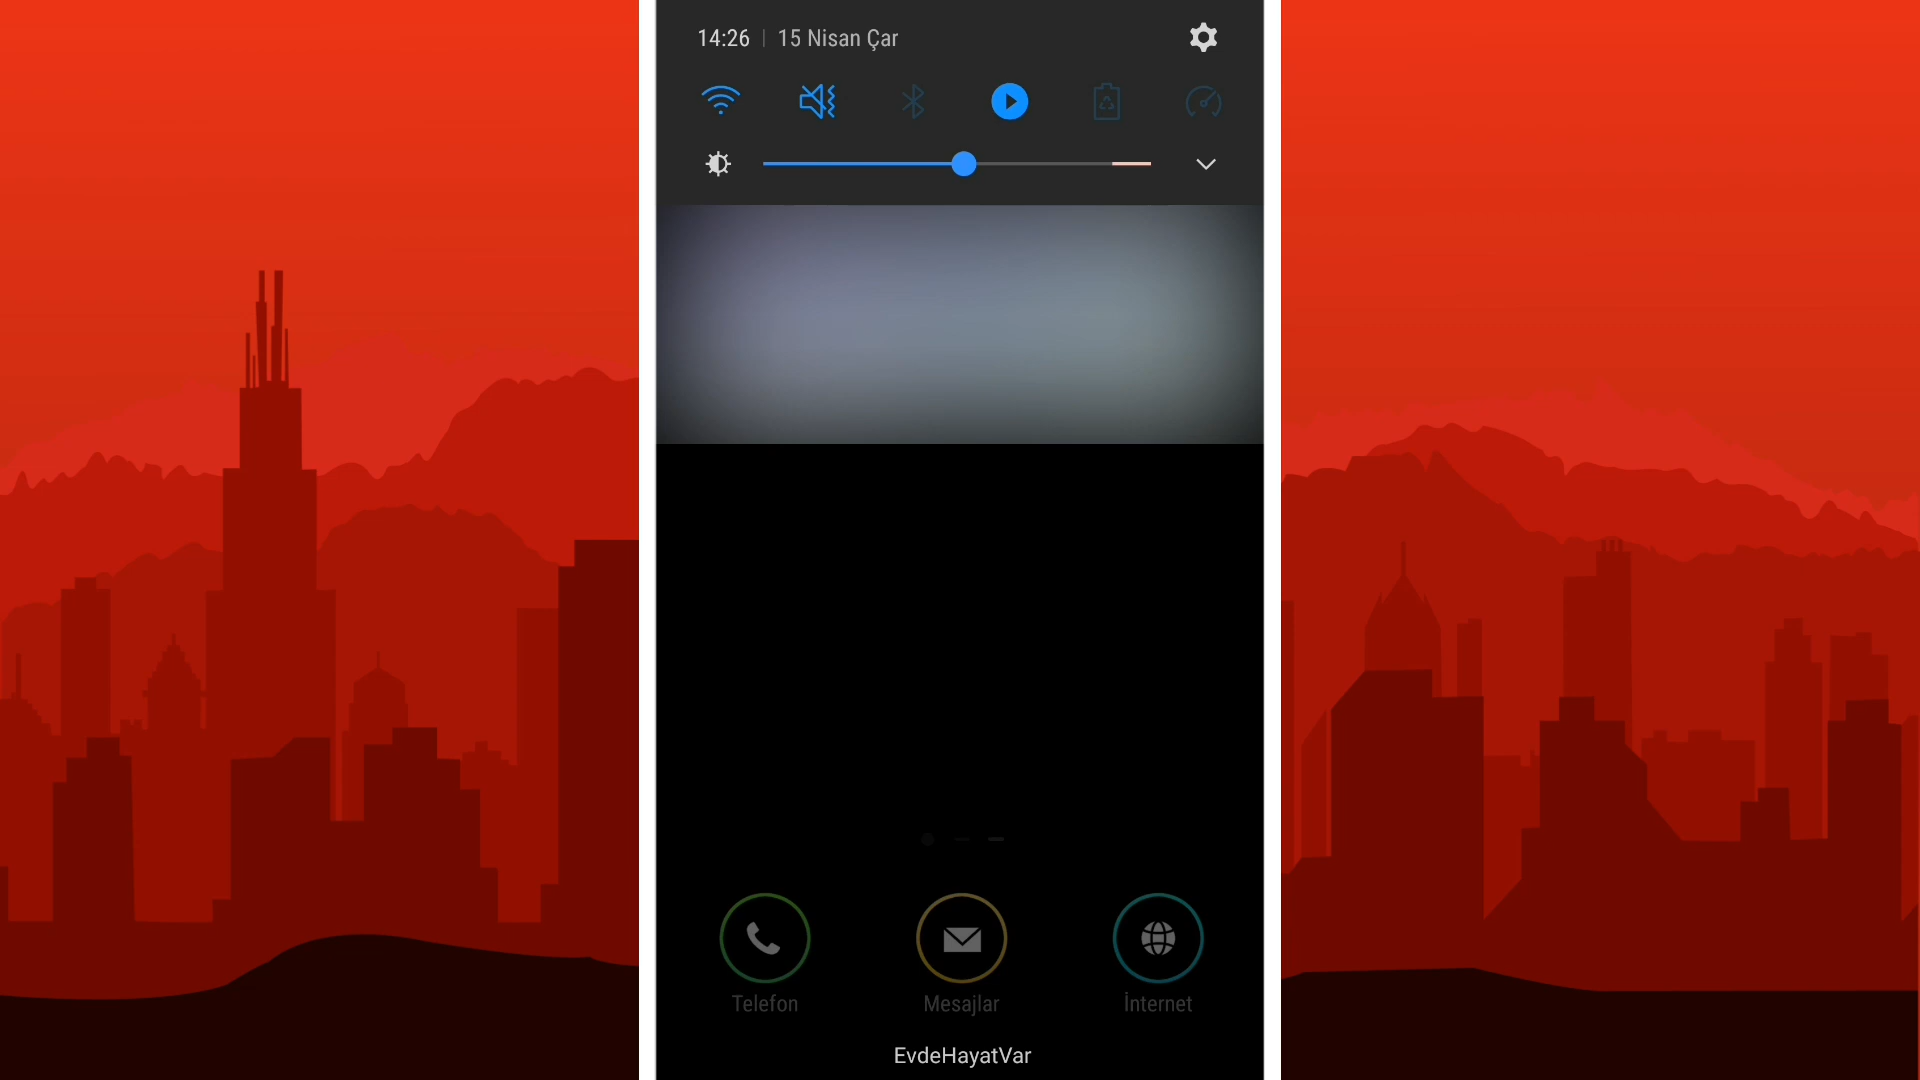 14:26 | 15 Nisan Çar
Telefon
Mesajlar
İnternet
EvdeHayatVar